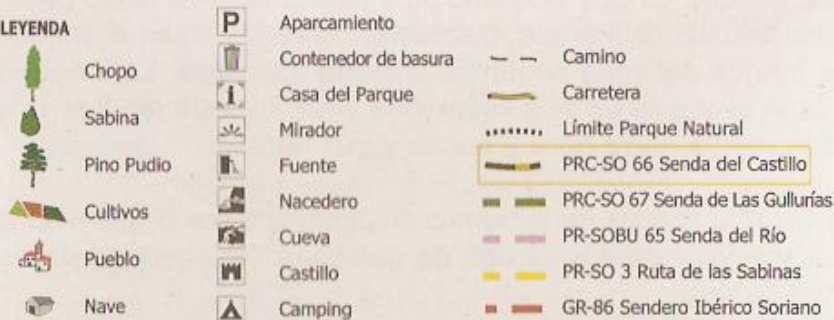 LEYENDA
Chopo
Sabina
Pino Pudio
Cultivos
Pueblo
Nave
P Aparcamiento
Contenedor de basura
i Casa del Parque
Mirador
Fuente
Nacedero
Cueva
Castillo
Camping
Camino
Carretera
Límite Parque Natural
PRC-SO 66 Senda del Castillo
PRC-SO 67 Senda de Las Gullurías
PR-SOBU 65 Senda del Río
PR-SO 3 Ruta de las Sabinas
GR-86 Sendero Ibérico Soriano